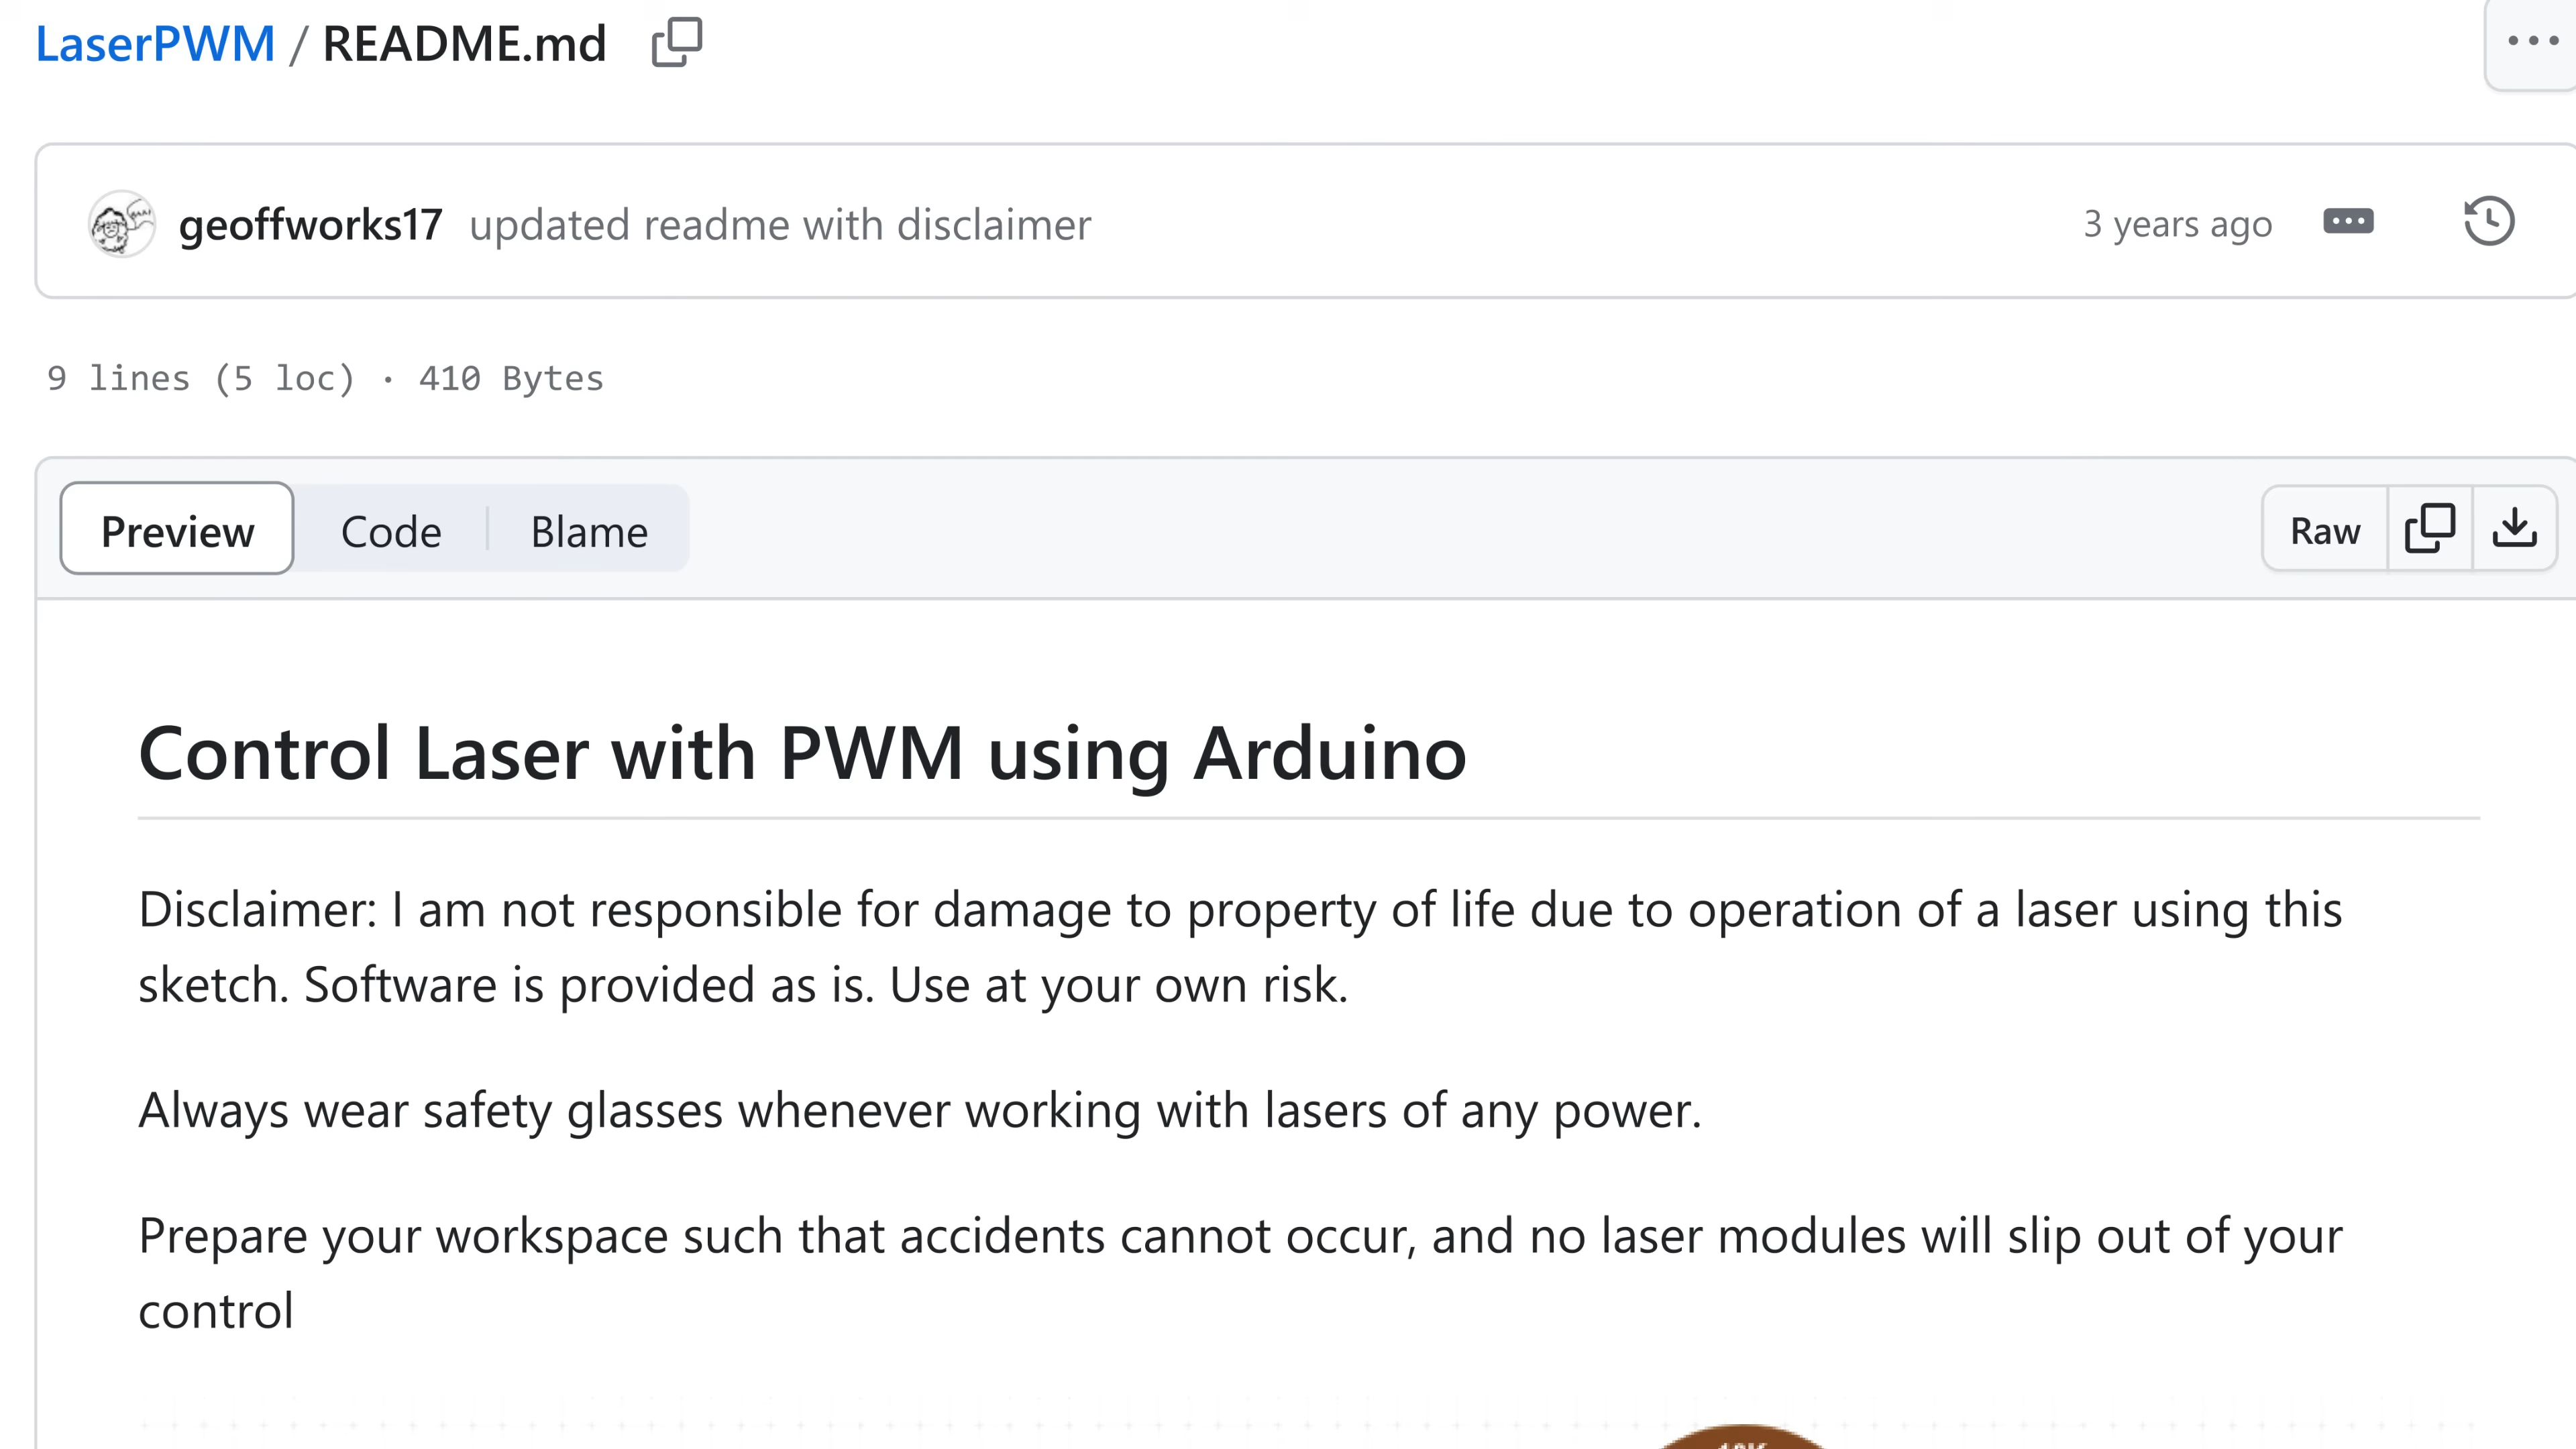 LaserPWM / README.md
geoffworks17 updated readme with disclaimer 3 years ago
9 lines (5 loc) · 410 Bytes
Preview Code Blame Raw
Control Laser with PWM using Arduino
Disclaimer: I am not responsible for damage to property of life due to operation of a laser using this
sketch. Software is provided as is. Use at your own risk.
Always wear safety glasses whenever working with lasers of any power.
Prepare your workspace such that accidents cannot occur, and no laser modules will slip out of your
control